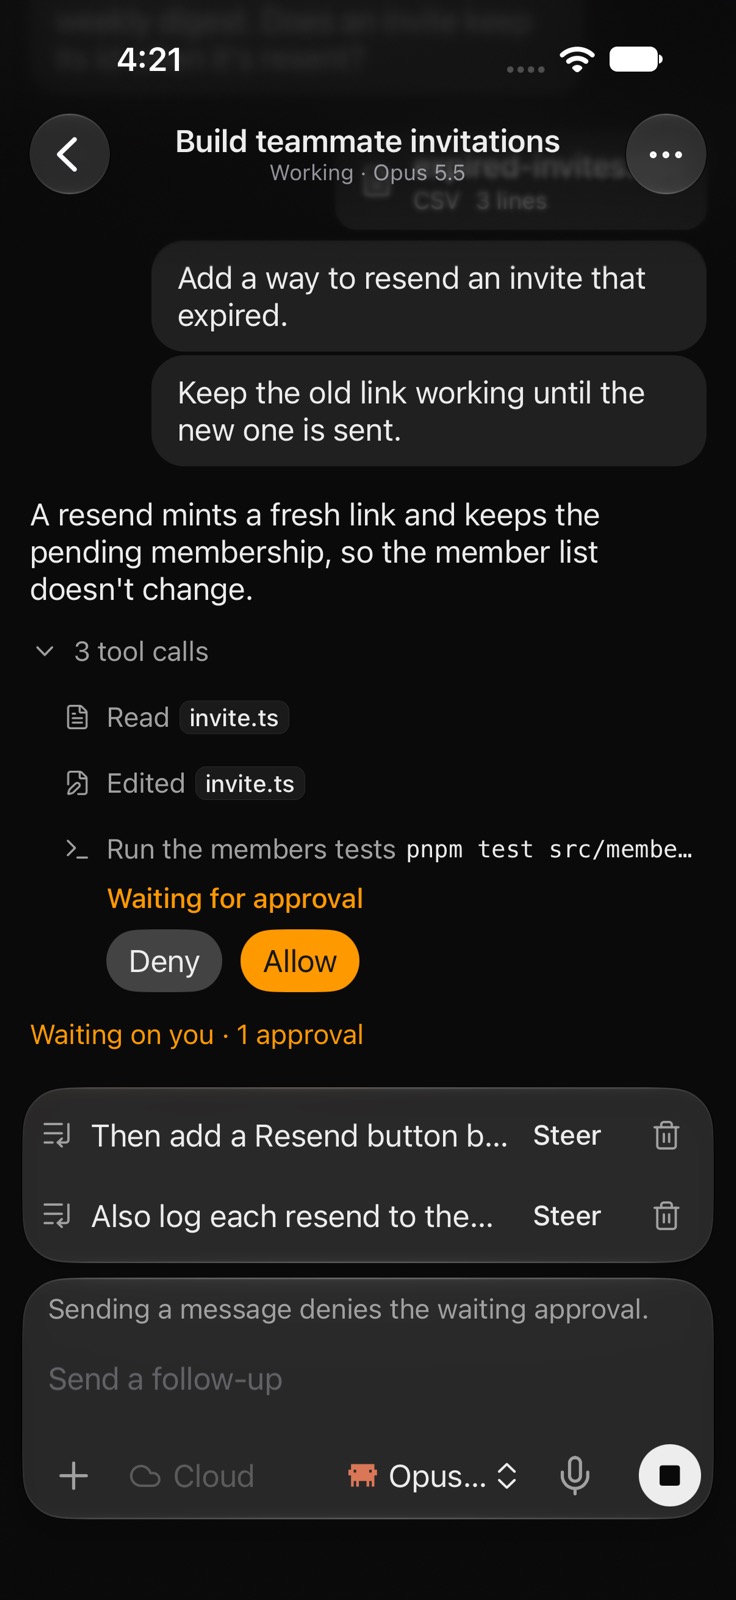 4:21
Build teammate invitations
Working · Opus 5.5
CSV 3 lines
Add a way to resend an invite that
expired.
Keep the old link working until the
new one is sent.
A resend mints a fresh link and keeps the
pending membership, so the member list
doesn't change.
3 tool calls
Read invite.ts
Edited invite.ts
Run the members tests pnpm test src/membe…
Waiting for approval
Deny Allow
Waiting on you · 1 approval
Then add a Resend button b... Steer
Also log each resend to the... Steer
Sending a message denies the waiting approval.
Send a follow-up
Cloud Opus...